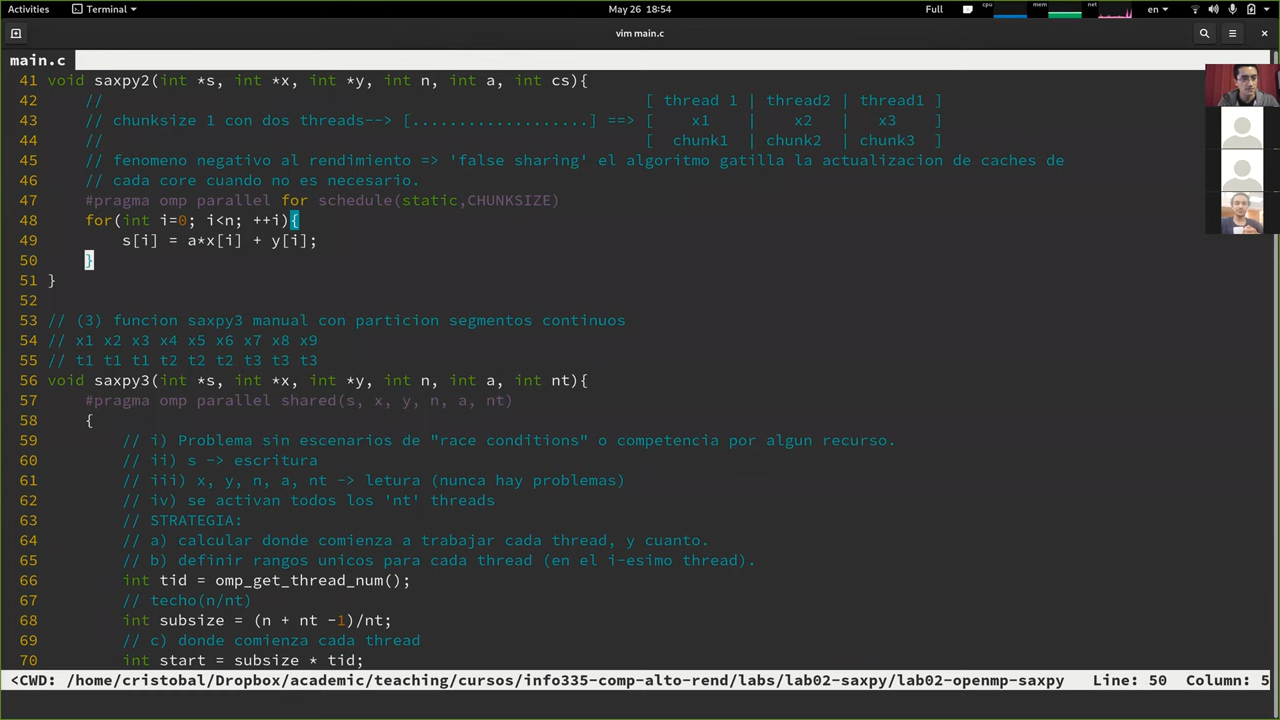 Activities Terminal May 26 18:54 Full cpu mem net en
vim main.c
main.c
41 void saxpy2(int *s, int *x, int *y, int n, int a, int cs){
42 // [ thread 1 | thread2 | thread1 ]
43 // chunksize 1 con dos threads--> [...................] ==> [ x1 | x2 | x3 ]
44 // [ chunk1 | chunk2 | chunk3 ]
45 // fenomeno negativo al rendimiento => 'false sharing' el algoritmo gatilla la actualizacion de caches de
46 // cada core cuando no es necesario.
47 #pragma omp parallel for schedule(static,CHUNKSIZE)
48 for(int i=0; i<n; ++i){
49 s[i] = a*x[i] + y[i];
50 }
51 }
52
53 // (3) funcion saxpy3 manual con particion segmentos continuos
54 // x1 x2 x3 x4 x5 x6 x7 x8 x9
55 // t1 t1 t1 t2 t2 t2 t3 t3 t3
56 void saxpy3(int *s, int *x, int *y, int n, int a, int nt){
57 #pragma omp parallel shared(s, x, y, n, a, nt)
58 {
59 // i) Problema sin escenarios de "race conditions" o competencia por algun recurso.
60 // ii) s -> escritura
61 // iii) x, y, n, a, nt -> letura (nunca hay problemas)
62 // iv) se activan todos los 'nt' threads
63 // STRATEGIA:
64 // a) calcular donde comienza a trabajar cada thread, y cuanto.
65 // b) definir rangos unicos para cada thread (en el i-esimo thread).
66 int tid = omp_get_thread_num();
67 // techo(n/nt)
68 int subsize = (n + nt -1)/nt;
69 // c) donde comienza cada thread
70 int start = subsize * tid;
<CWD: /home/cristobal/Dropbox/academic/teaching/cursos/info335-comp-alto-rend/labs/lab02-saxpy/lab02-openmp-saxpy Line: 50 Column: 5